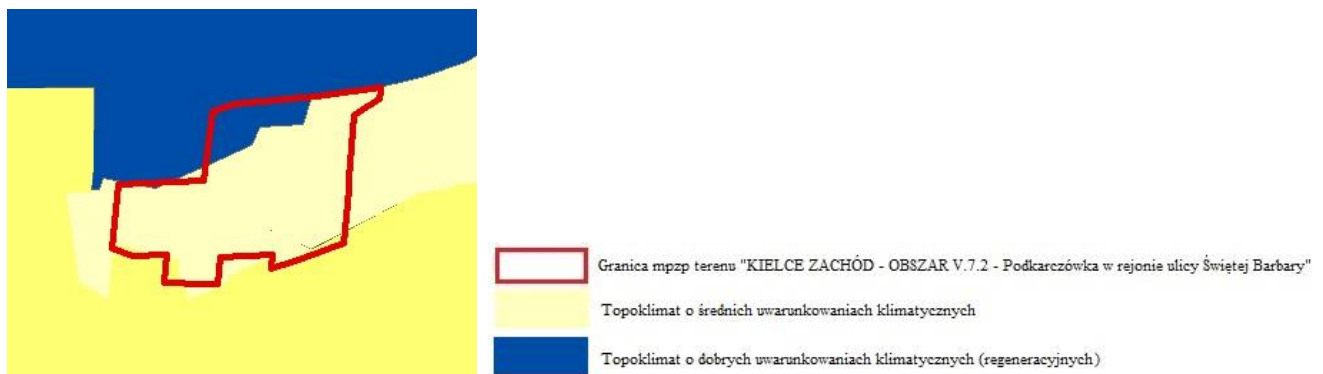 Granica mpzp terenu "KIELCE ZACHÓD - OBSZAR V.7.2 - Podkarczówka w rejonie ulicy Świętej Barbary"
Topoklimat o średnich uwarunkowaniach klimatycznych
Topoklimat o dobrych uwarunkowaniach klimatycznych (regeneracyjnych)